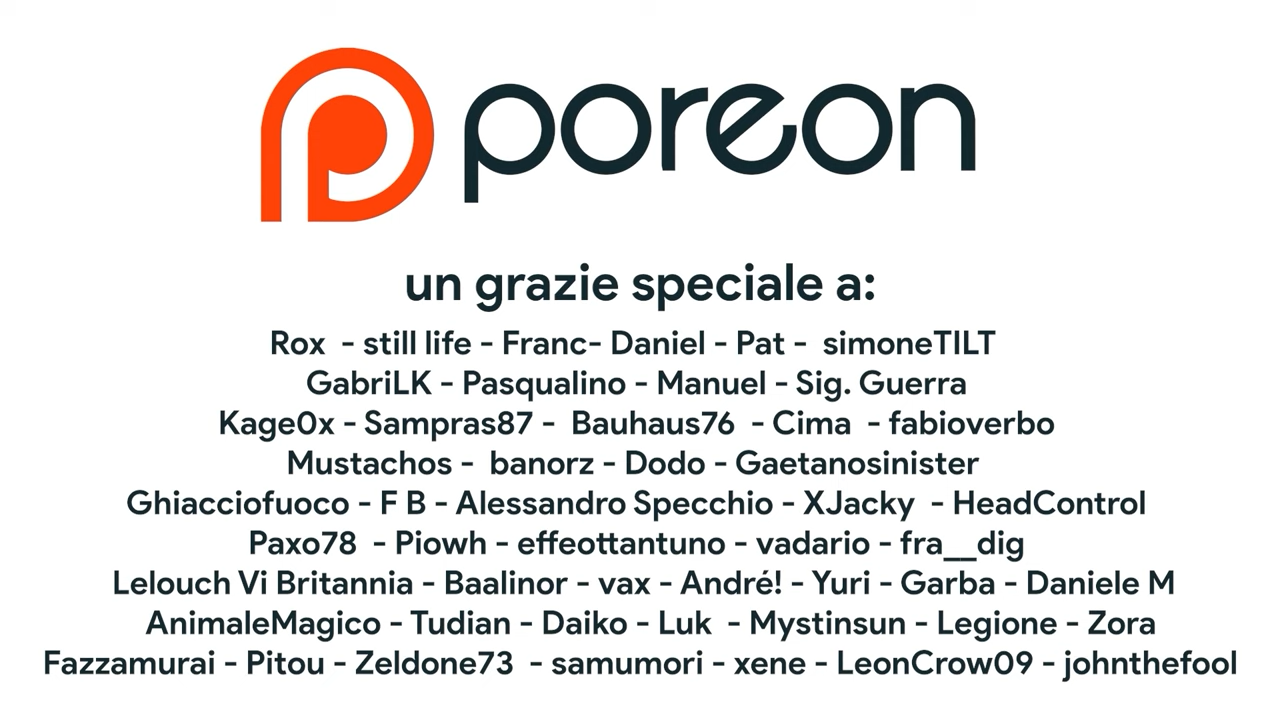 poreon
un grazie speciale a:
Rox - still life - Franc- Daniel - Pat - simoneTILT
GabriLK - Pasqualino - Manuel - Sig. Guerra
Kage0x - Sampras87 - Bauhaus76 - Cima - fabioverbo
Mustachos - banorz - Dodo - Gaetanosinister
Ghiacciofuoco - F B - Alessandro Specchio - XJacky - HeadControl
Paxo78 - Piowh - effeottantuno - vadario - fra__dig
Lelouch Vi Britannia - Baalinor - vax - André! - Yuri - Garba - Daniele M
AnimaleMagico - Tudian - Daiko - Luk - Mystinsun - Legione - Zora
Fazzamurai - Pitou - Zeldone73 - samumori - xene - LeonCrow09 - johnthefool